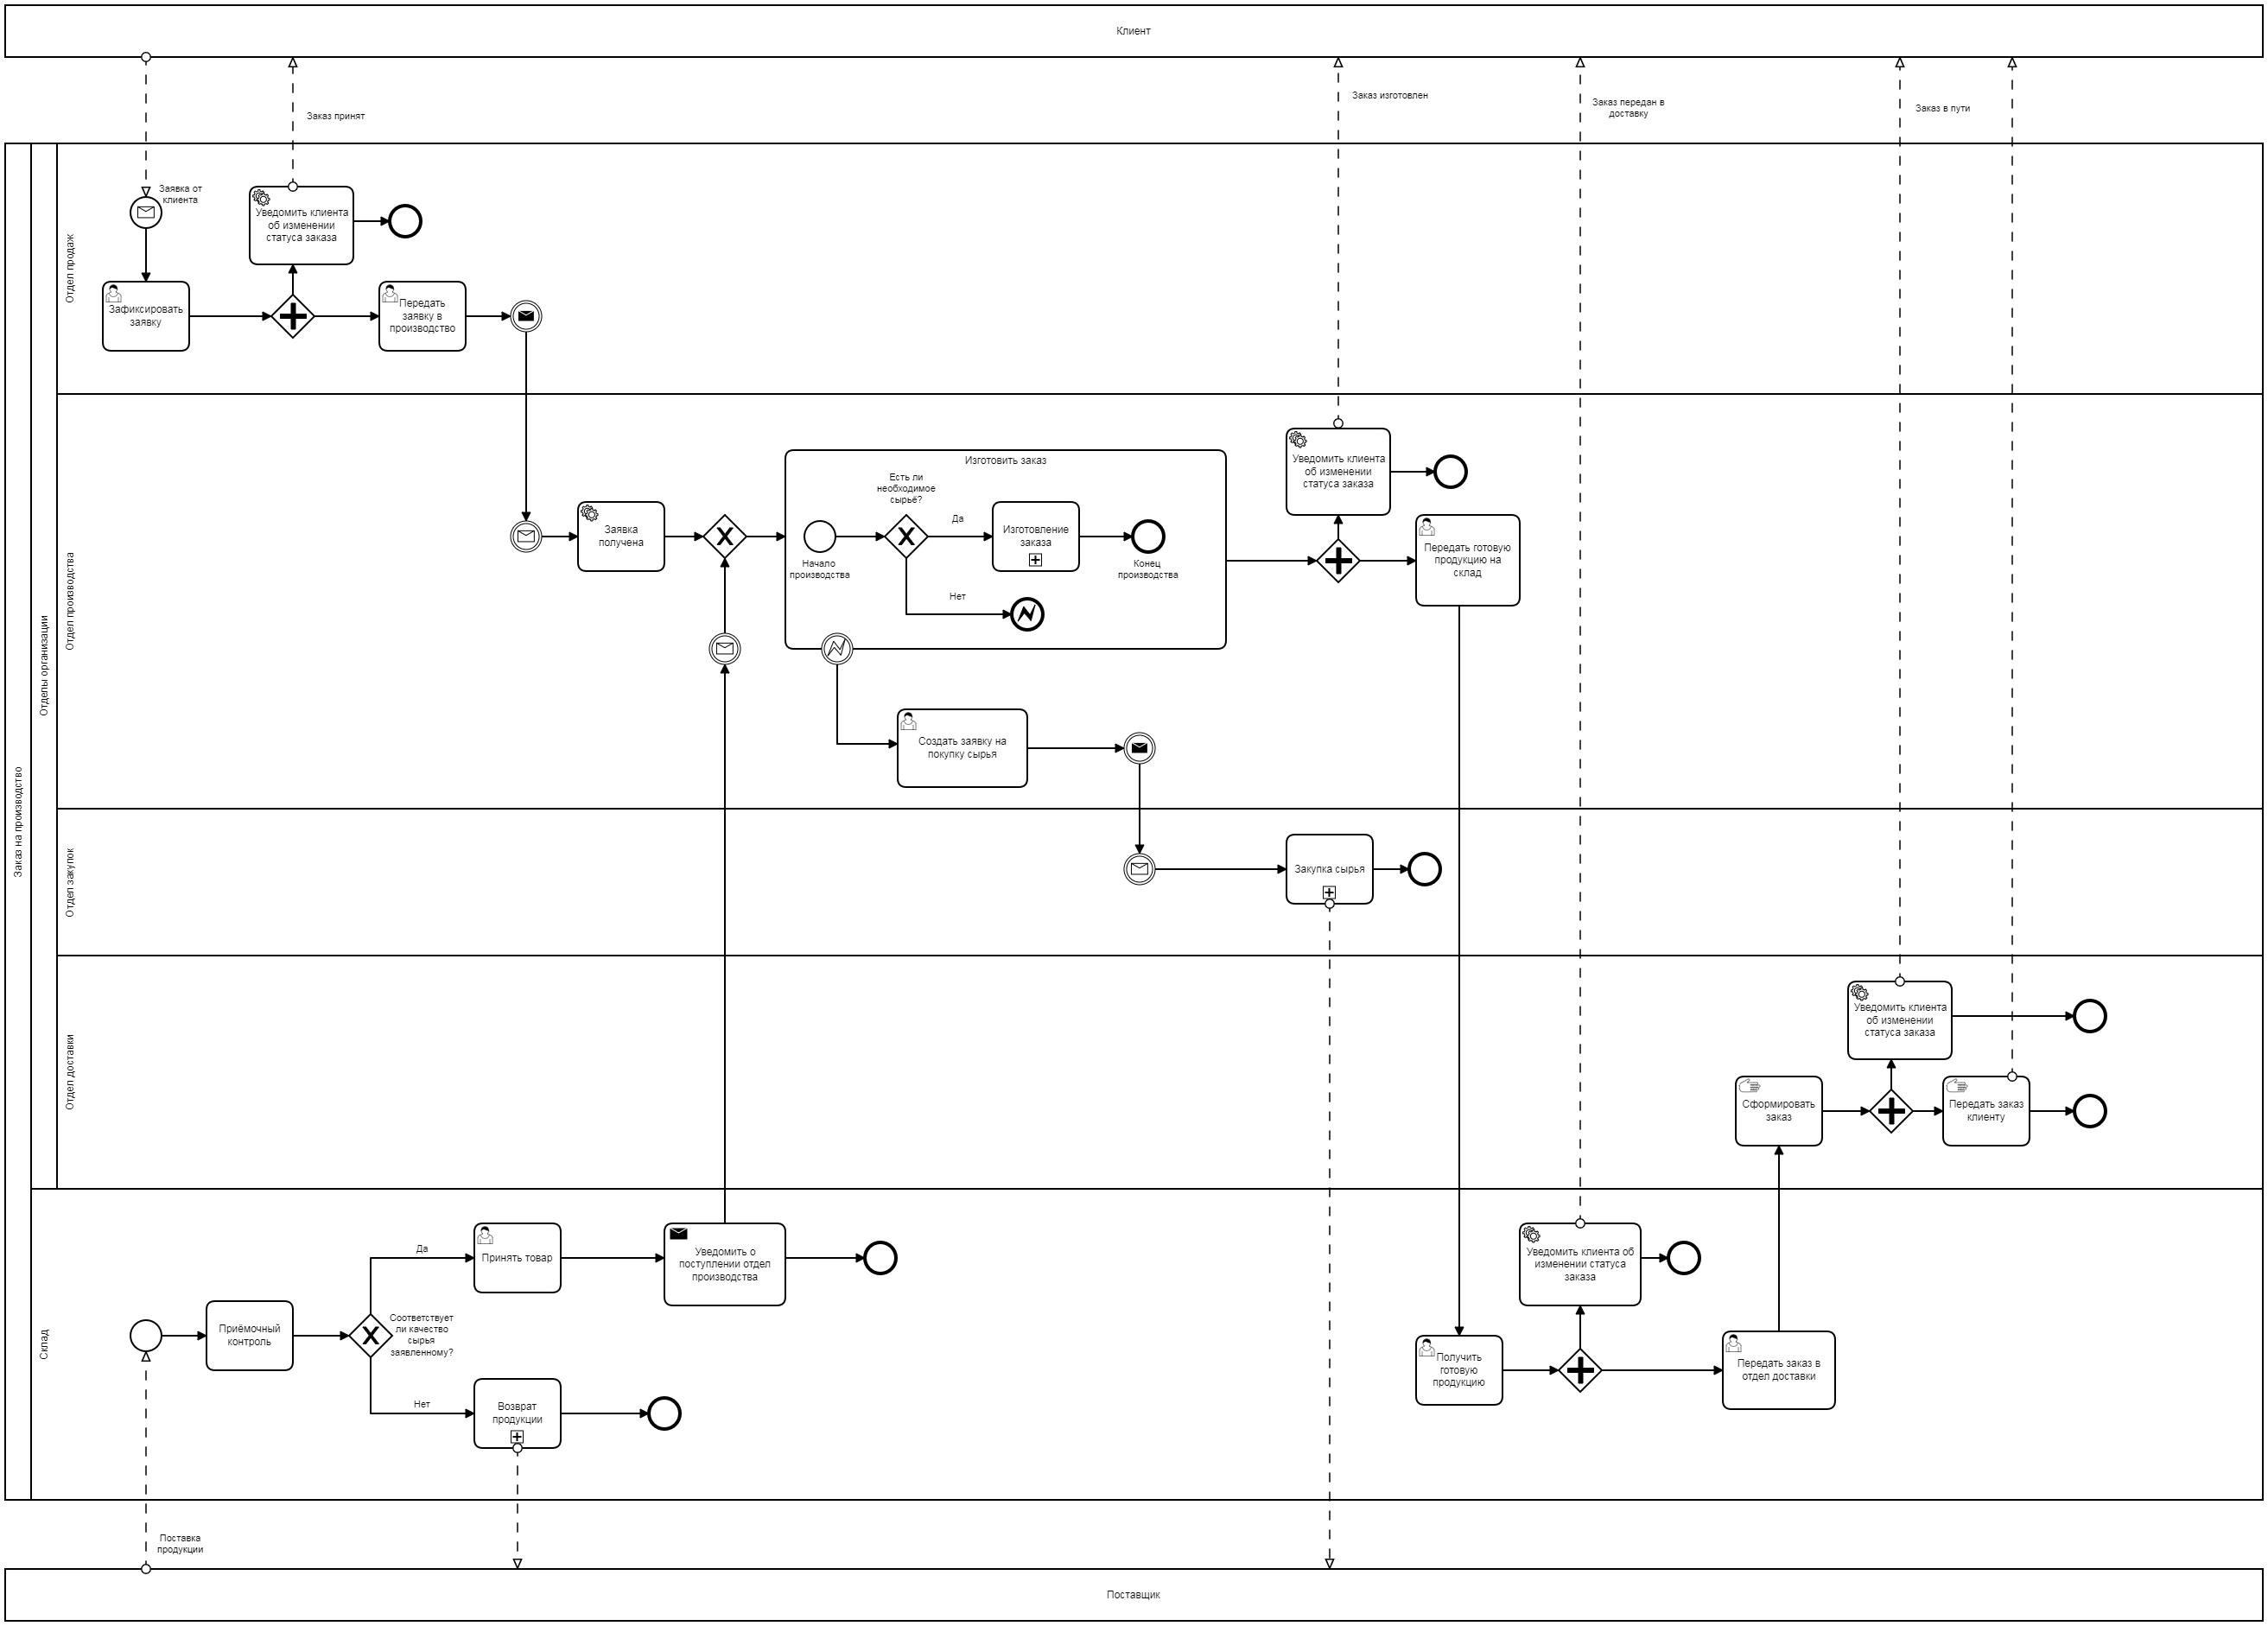 Клиент
Заказ принят
Заказ изготовлен
Заказ передан в
доставку
Заказ в пути
Заказ на производство
Отделы организации
Отдел продаж
Заявка от
клиента
Уведомить клиента
об изменении
статуса заказа
Зафиксировать
заявку
Передать
заявку в
производство
Отдел производства
Заявка
получена
Изготовить заказ
Есть ли
необходимое
сырьё?
Начало
производства
Да
Изготовление
заказа
Конец
производства
Нет
Уведомить клиента
об изменении
статуса заказа
Передать готовую
продукцию на
склад
Создать заявку на
покупку сырья
Отдел закупок
Закупка сырья
Отдел доставки
Уведомить клиента
об изменении
статуса заказа
Сформировать
заказ
Передать заказ
клиенту
Склад
Приёмочный
контроль
Соответствует
ли качество
сырья
заявленному?
Да
Принять товар
Уведомить о
поступлении отдел
производства
Нет
Возврат
продукции
Получить
готовую
продукцию
Уведомить клиента об
изменении статуса
заказа
Передать заказ в
отдел доставки
Поставка
продукции
Поставщик